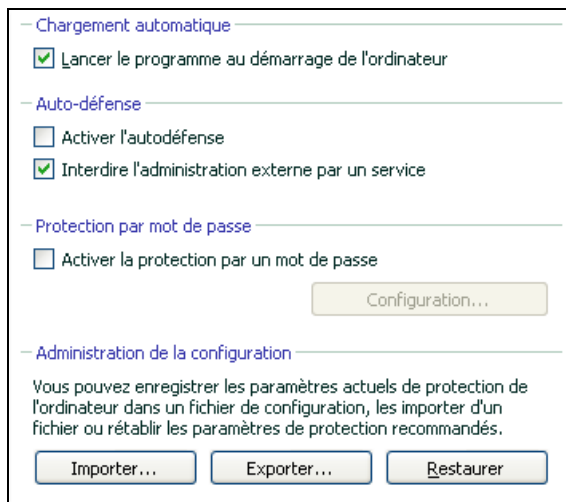 Chargement automatique
Lancer le programme au démarrage de l'ordinateur
Auto-défense
Activer l'autodéfense
Interdire l'administration externe par un service
Protection par mot de passe
Activer la protection par un mot de passe
Configuration...
Administration de la configuration
Vous pouvez enregistrer les paramètres actuels de protection de
l'ordinateur dans un fichier de configuration, les importer d'un
fichier ou rétablir les paramètres de protection recommandés.
Importer... Exporter... Restaurer